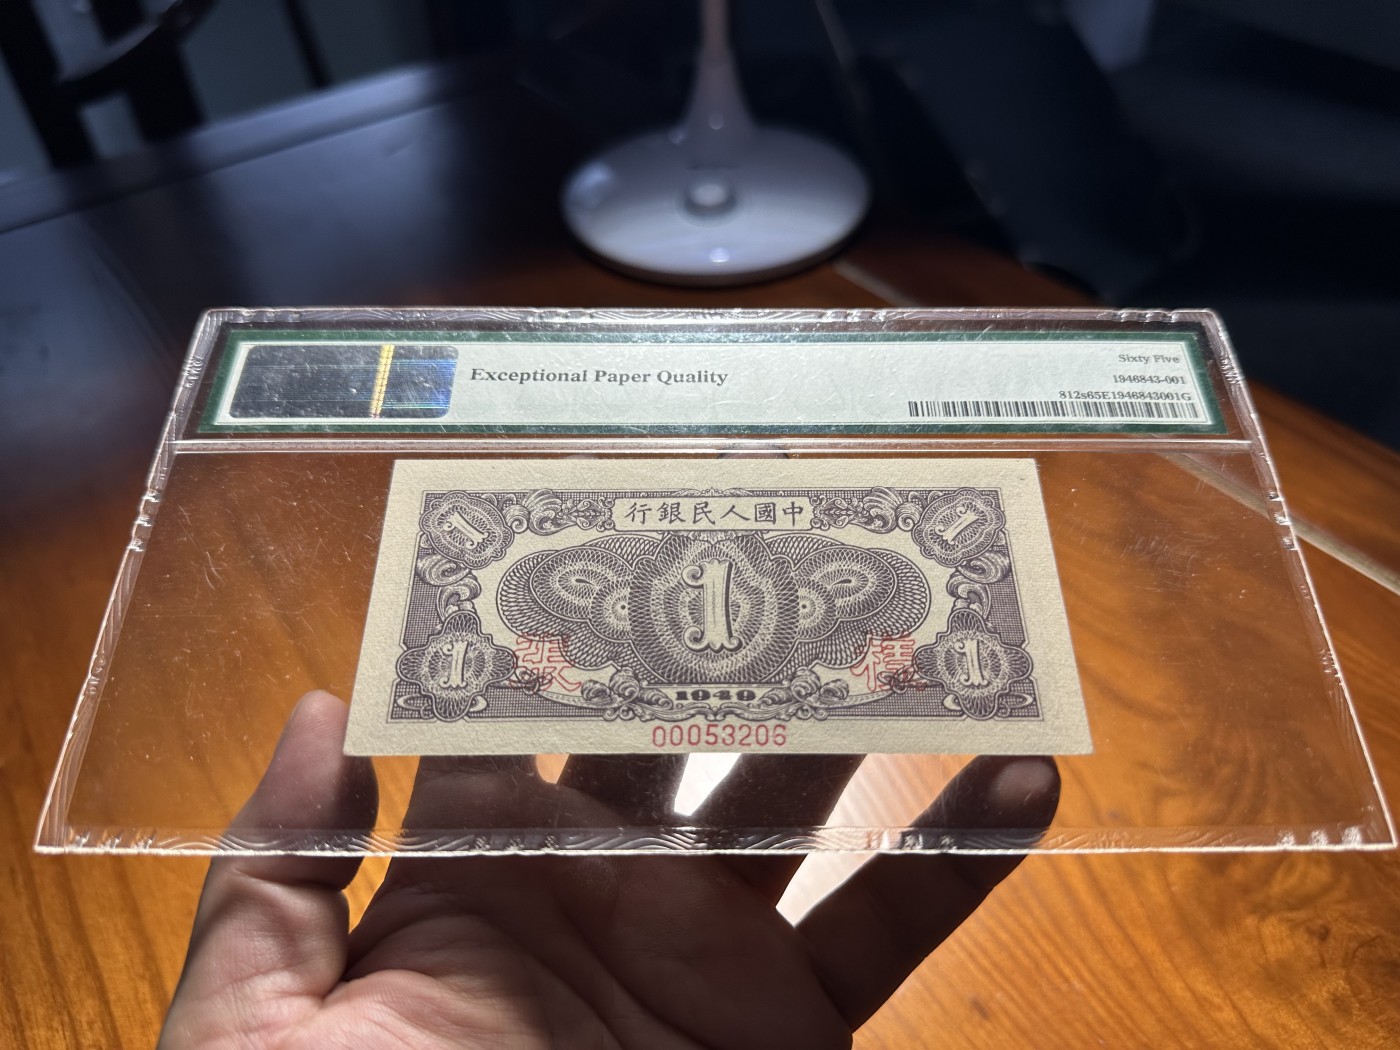 Exceptional Paper Quality
Sixty Five
1946843-001
812s65E1946843001G
行銀民人國中
1
1
1
1
1
張
樣
1949
00053206